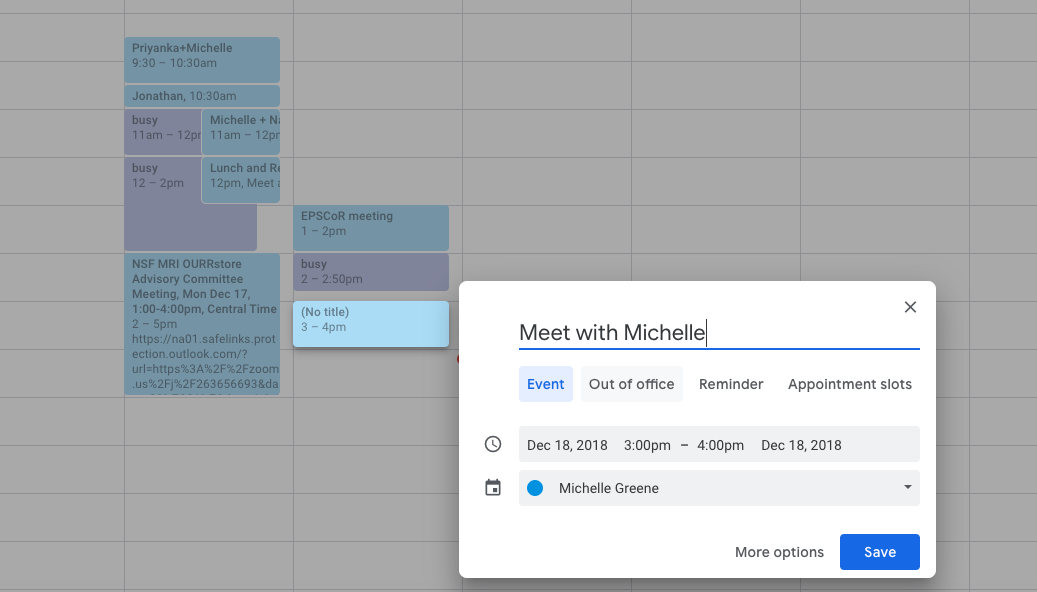 Priyanka+Michelle
9:30 – 10:30am
Jonathan, 10:30am
busy
11am – 12pr
Michelle + Na
11am – 12pr
busy
12 – 2pm
Lunch and Re
12pm, Meet a
NSF MRI OURRstore
Advisory Committee
Meeting, Mon Dec 17,
1:00-4:00pm, Central Time
2 – 5pm
https://na01.safelinks.prot
ection.outlook.com/?
url=https%3A%2F%2Fzoom
.us%2Fj%2F263656693&da
EPSCoR meeting
1 – 2pm
busy
2 – 2:50pm
(No title)
3 – 4pm
Meet with Michelle
Event Out of office Reminder Appointment slots
Dec 18, 2018 3:00pm – 4:00pm Dec 18, 2018
Michelle Greene
More options Save